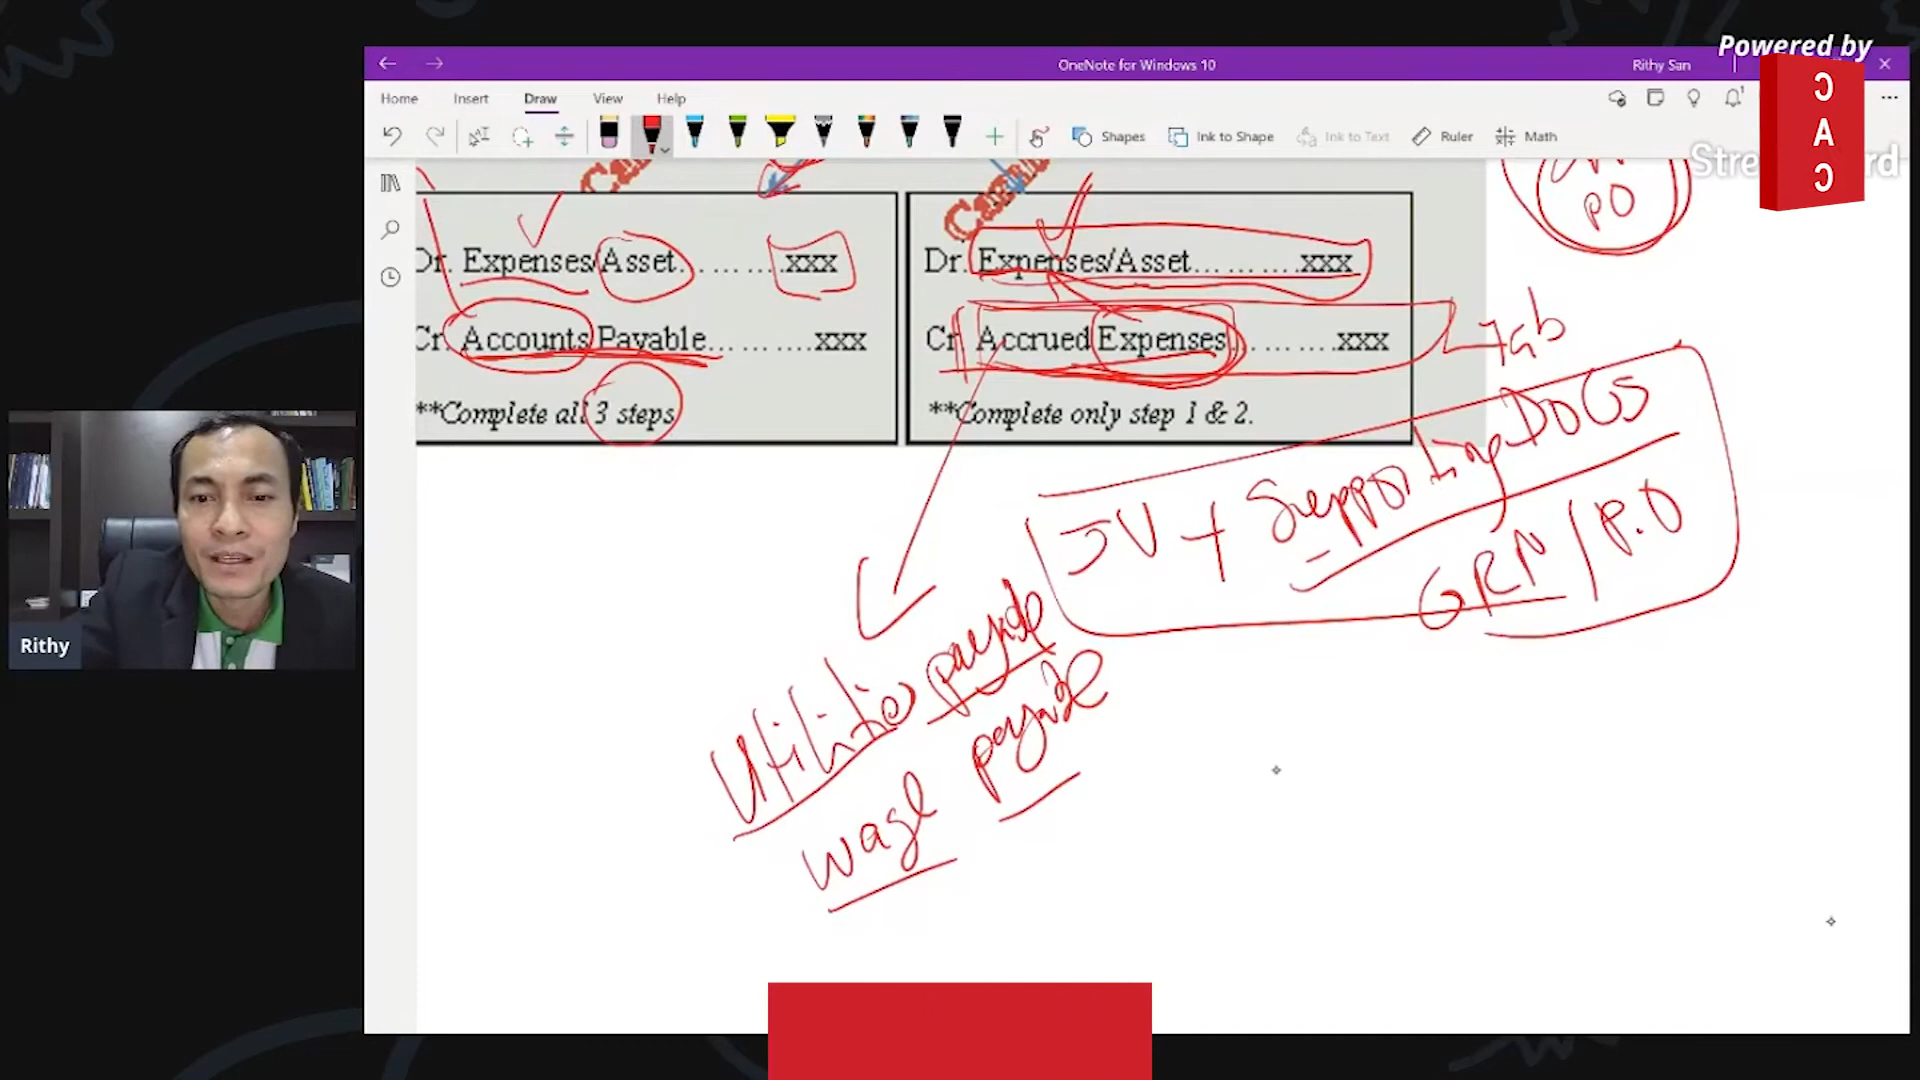 Powered by
OneNote for Windows 10
Rithy San
Home Insert Draw View Help
Shapes Ink to Shape Ink to Text Ruler Math
C
A
C
PO
Dr. Expenses/Asset.........xxx
Cr. Accounts Payable.........xxx
**Complete all 3 steps
Dr. Expenses/Asset.........xxx
Cr. Accrued Expenses.........xxx
**Complete only step 1 & 2.
JV + Supporting DOCS
GRN / P.O
Utilities payable
wage payable
Rithy